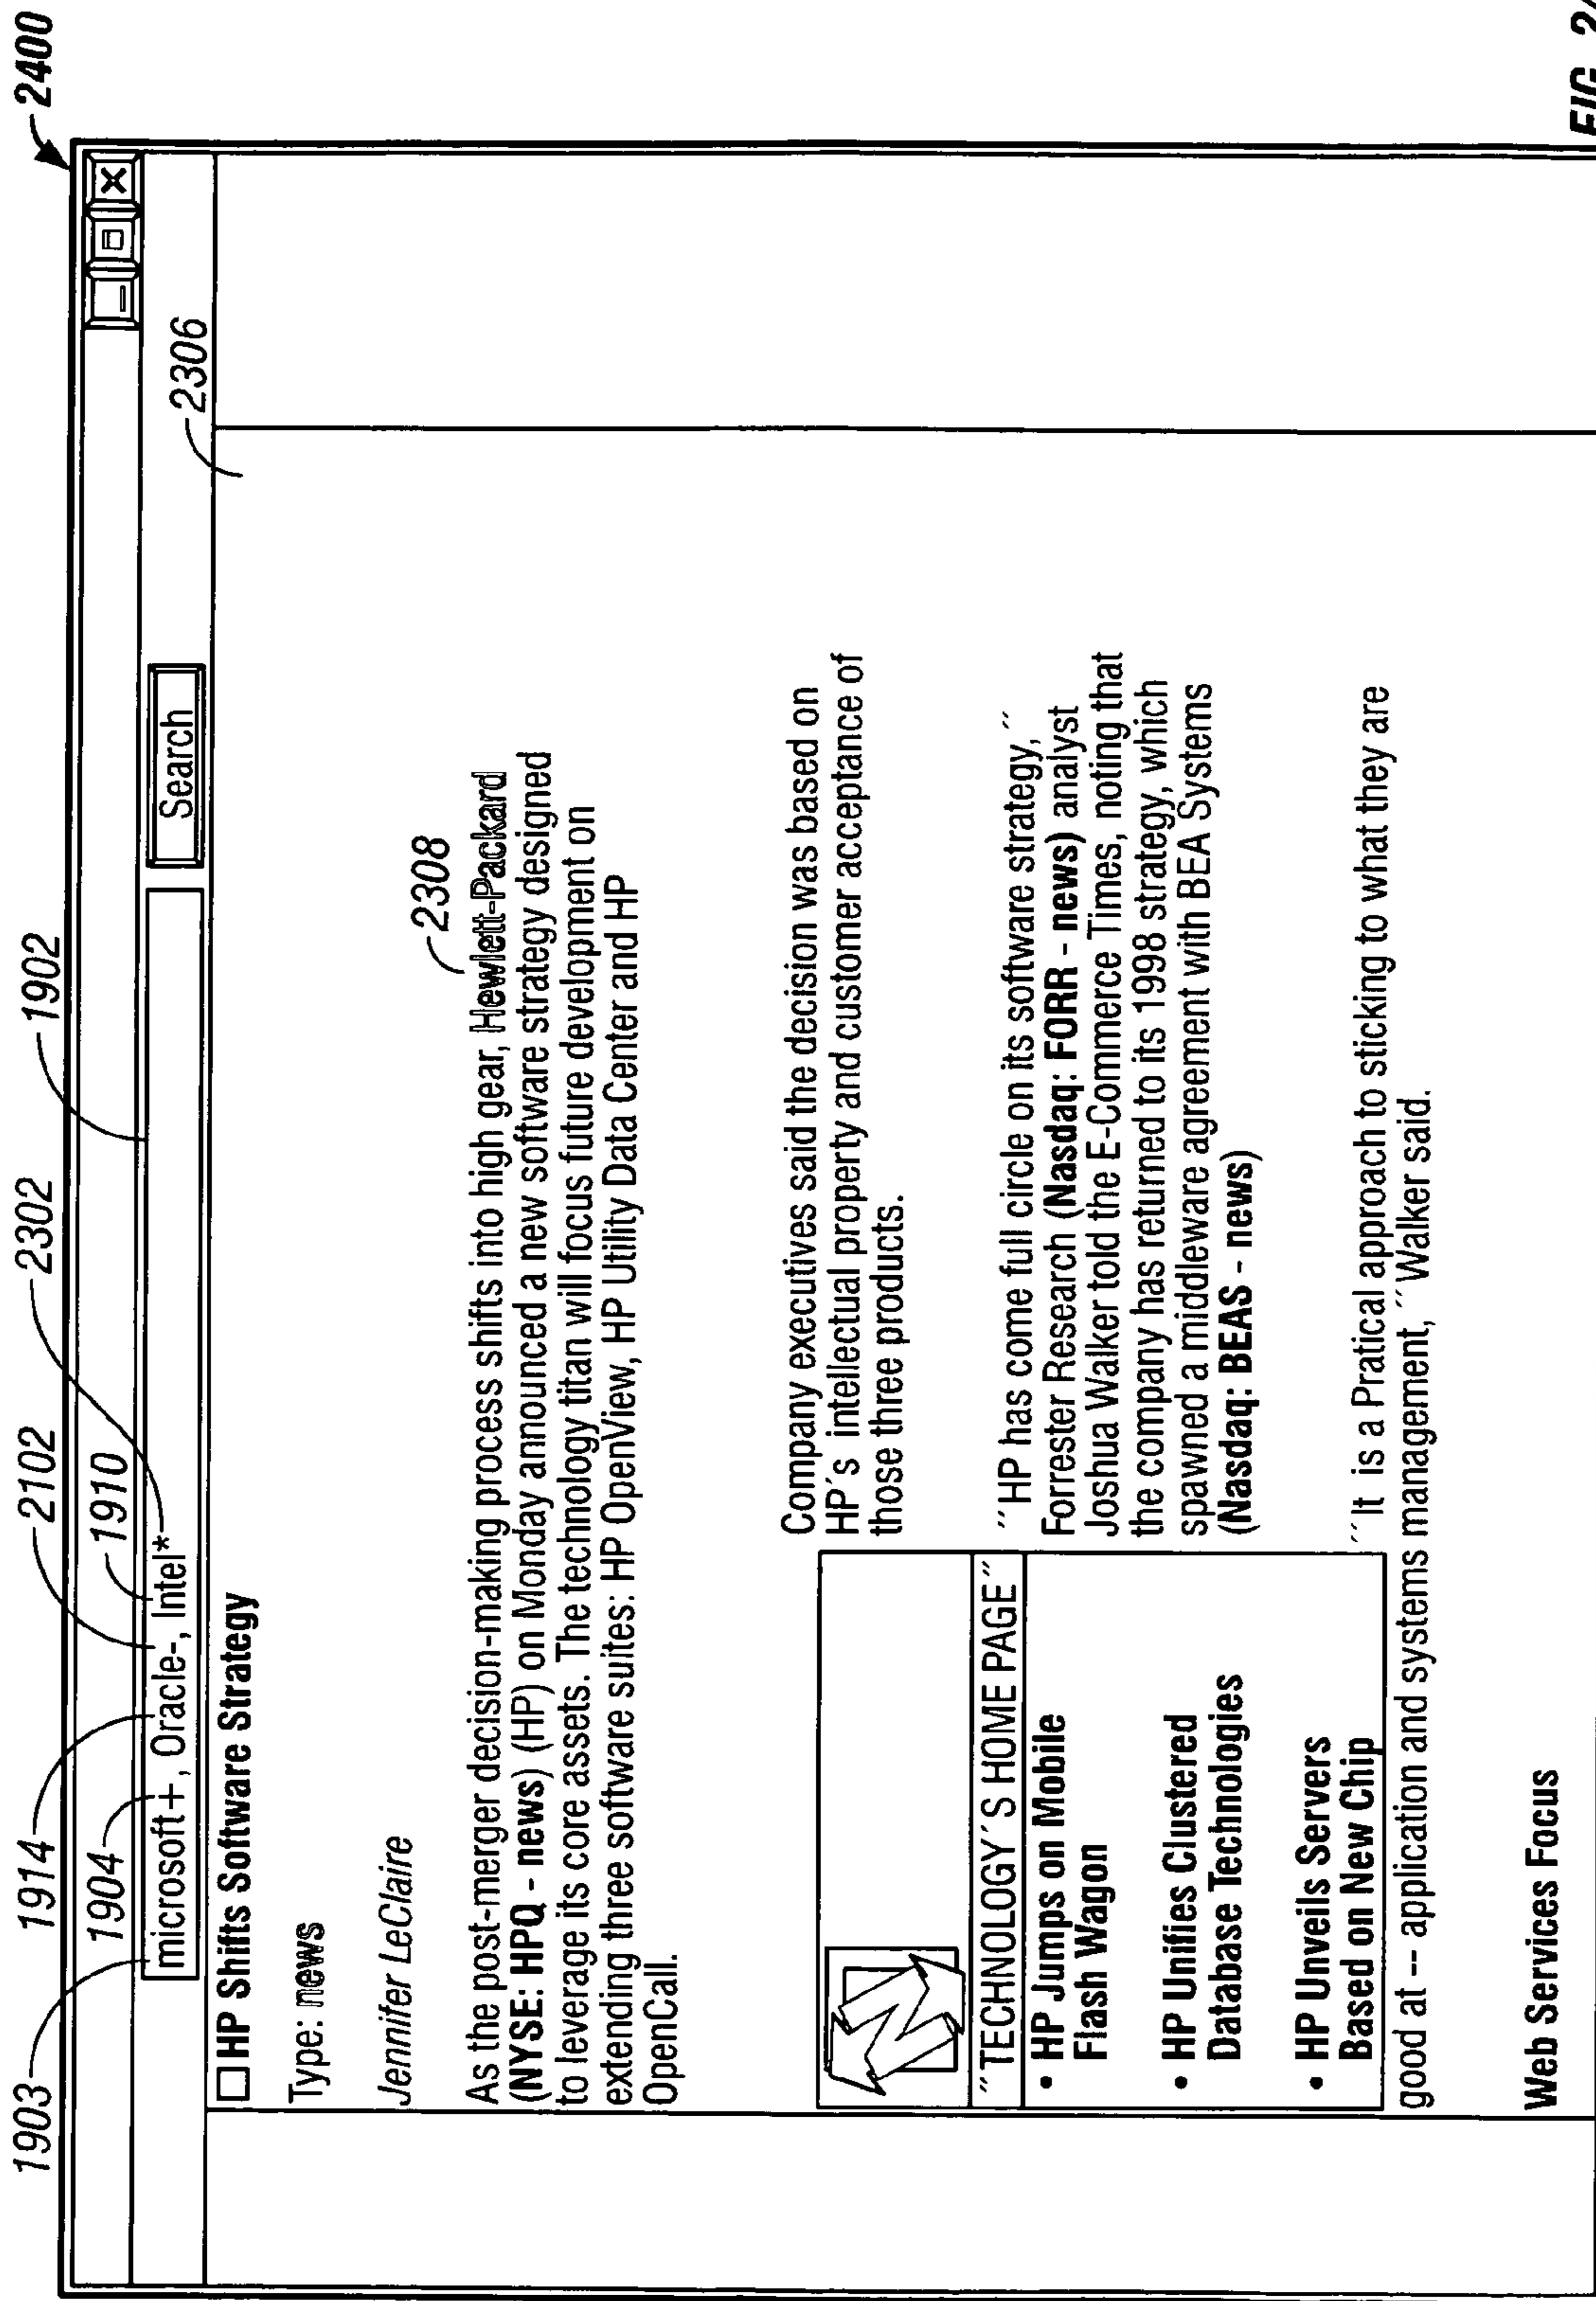 2400
1903
1914
1904
2102
1910
2302
1902
microsoft+, Oracle-, Intel*
Search
2306
□ HP Shifts Software Strategy
Type: news
Jennifer LeClaire
2308
As the post-merger decision-making process shifts into high gear, Hewlett-Packard
(NYSE: HPQ - news) (HP) on Monday announced a new software strategy designed
to leverage its core assets. The technology titan will focus future development on
extending three software suites: HP OpenView, HP Utility Data Center and HP
OpenCall.
Company executives said the decision was based on
HP's intellectual property and customer acceptance of
those three products.
"TECHNOLOGY'S HOME PAGE"
• HP Jumps on Mobile
Flash Wagon
• HP Unifies Clustered
Database Technologies
• HP Unveils Servers
Based on New Chip
"HP has come full circle on its software strategy,"
Forrester Research (Nasdaq: FORR - news) analyst
Joshua Walker told the E-Commerce Times, noting that
the company has returned to its 1998 strategy, which
spawned a middleware agreement with BEA Systems
(Nasdaq: BEAS - news)
"It is a Pratical approach to sticking to what they are
good at -- application and systems management," Walker said.
Web Services Focus
FIG.